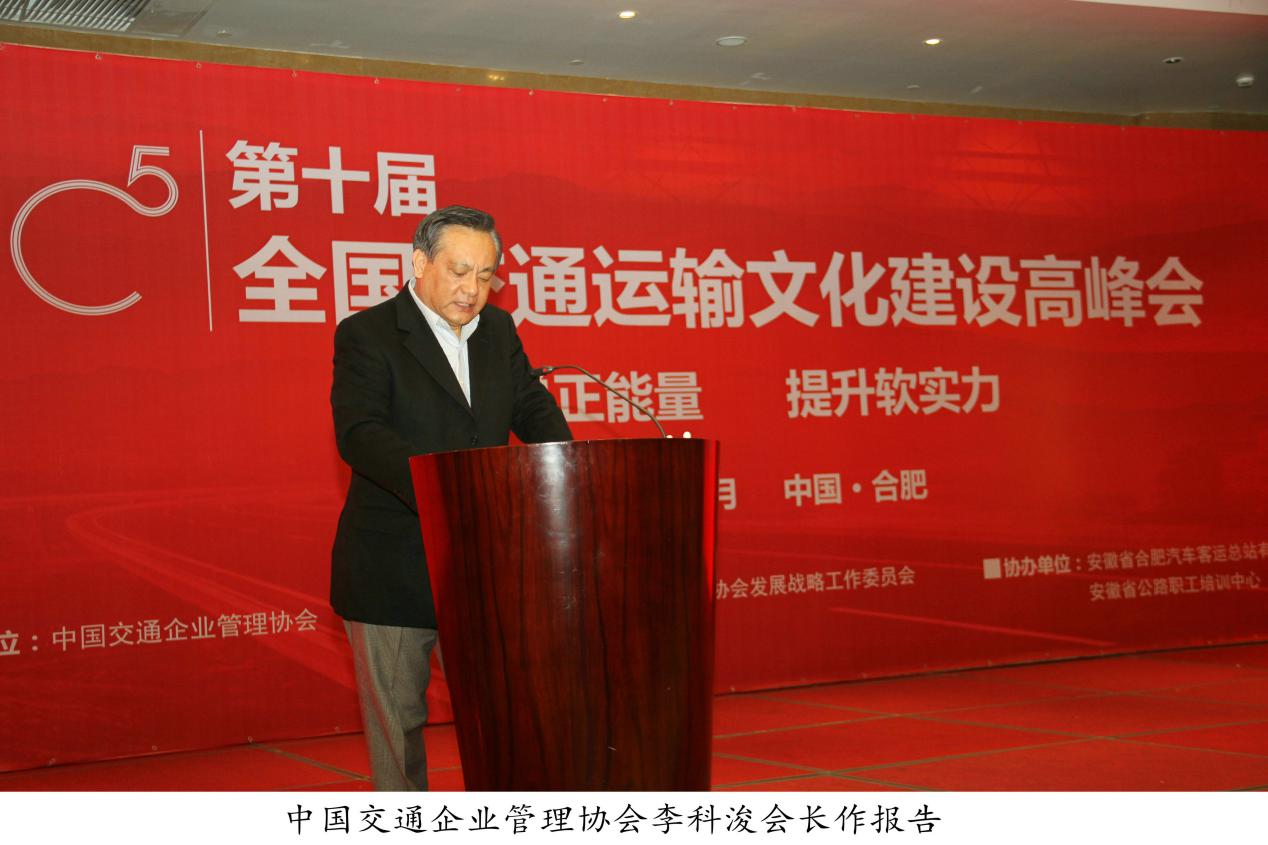 5
第十届
全国交通运输文化建设高峰会
正能量 提升软实力
月 中国·合肥
协办单位：安徽省合肥汽车客运总站有
安徽省公路职工培训中心
位：中国交通企业管理协会 协会发展战略工作委员会
中国交通企业管理协会李科浚会长作报告